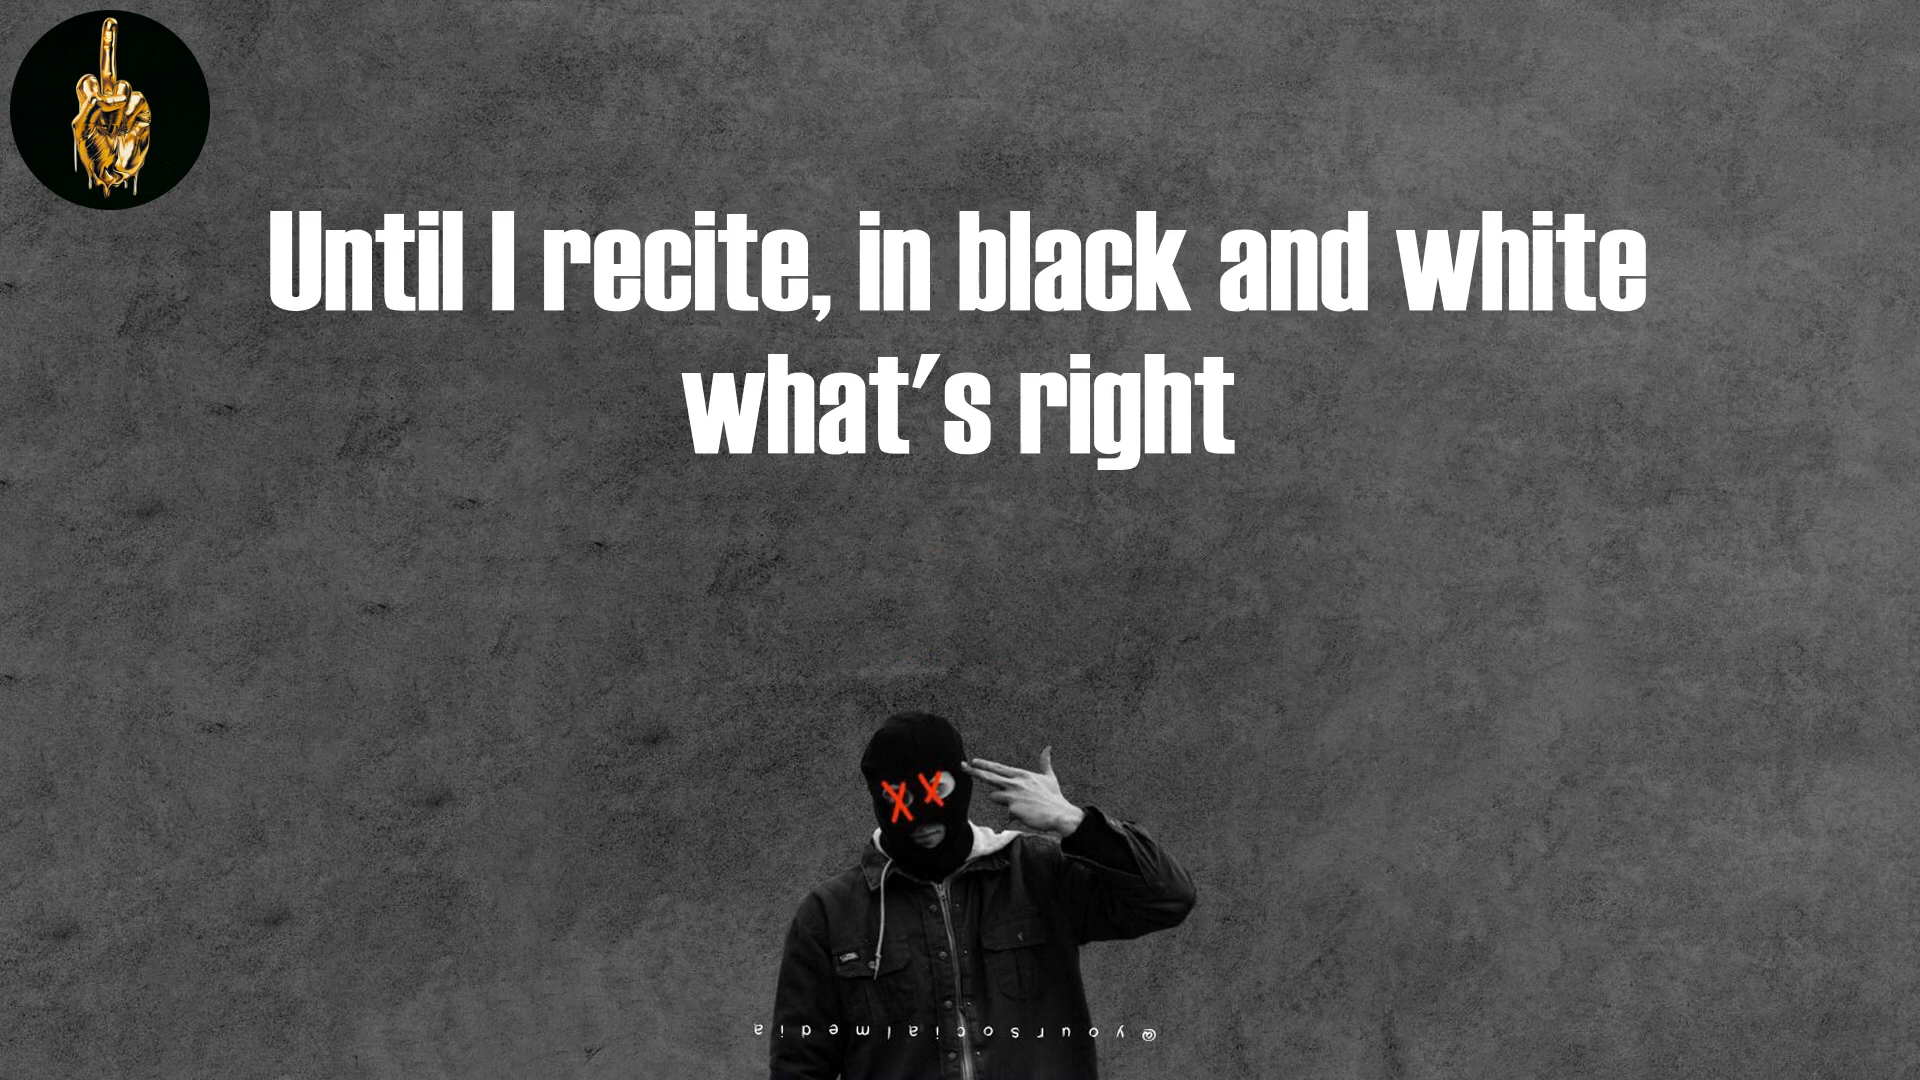 Until I recite, in black and white
what's right
@yoursocialmedia